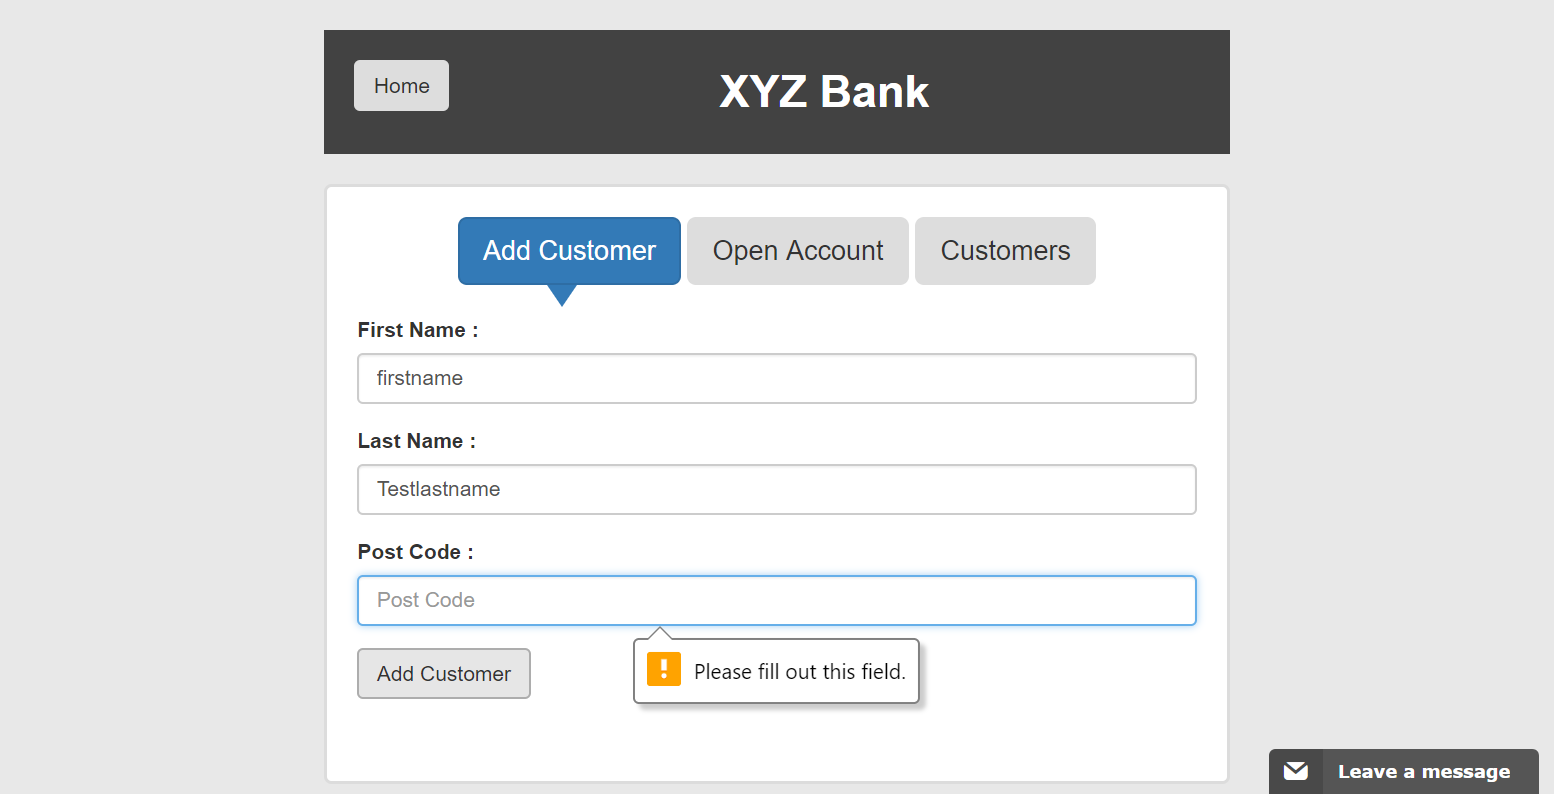 Home
XYZ Bank
Add Customer
Open Account
Customers
First Name :
firstname
Last Name :
Testlastname
Post Code :
Post Code
Add Customer
Please fill out this field.
Leave a message